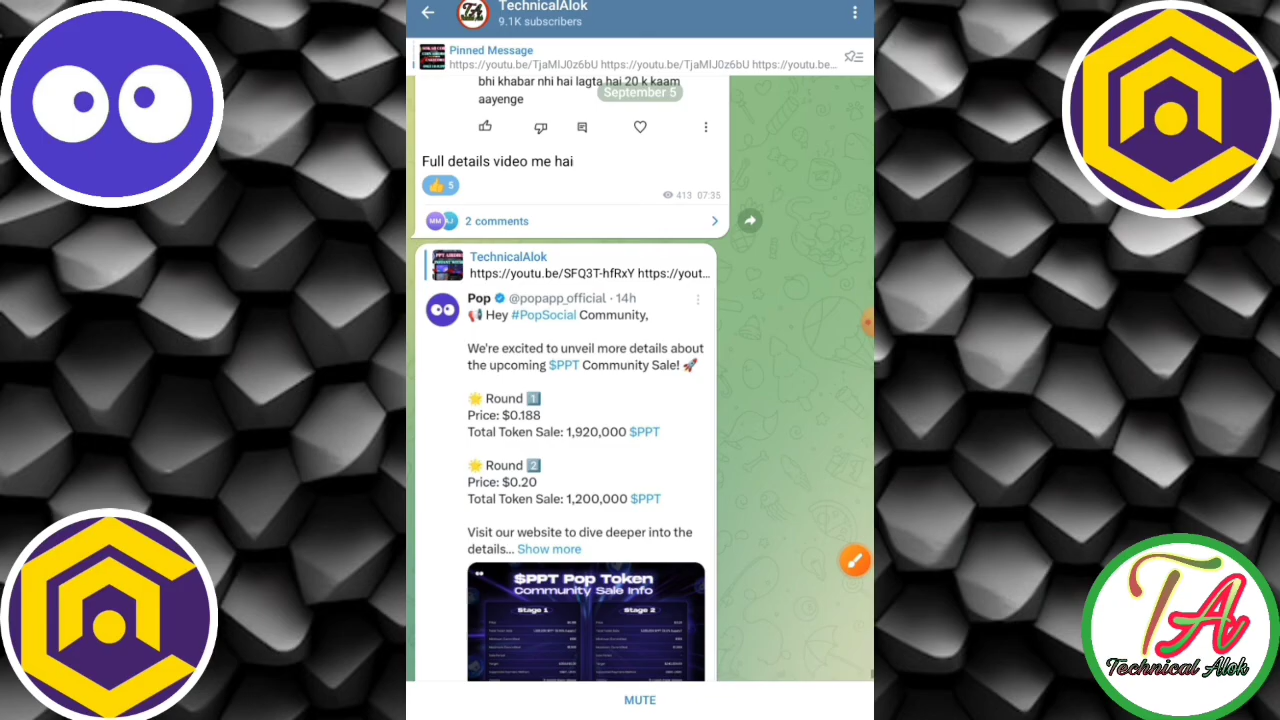 TechnicalAlok
9.1K subscribers
Pinned Message
https://youtu.be/TjaMIJ0z6bU https://youtu.be/TjaMIJ0z6bU https://youtu.be...
bhi khabar nhi hai lagta hai 20 k kaam
September 5
aayenge
Full details video me hai
👍 5
413 07:35
MM AJ 2 comments
TechnicalAlok
https://youtu.be/SFQ3T-hfRxY https://yout...
Pop @popapp_official · 14h
📢 Hey #PopSocial Community,
We're excited to unveil more details about
the upcoming $PPT Community Sale! 🚀
🌟 Round 1️⃣
Price: $0.188
Total Token Sale: 1,920,000 $PPT
🌟 Round 2️⃣
Price: $0.20
Total Token Sale: 1,200,000 $PPT
Visit our website to dive deeper into the
details... Show more
$PPT Pop Token
Community Sale Info
Stage 1 Stage 2
MUTE
TA
Technical Alok